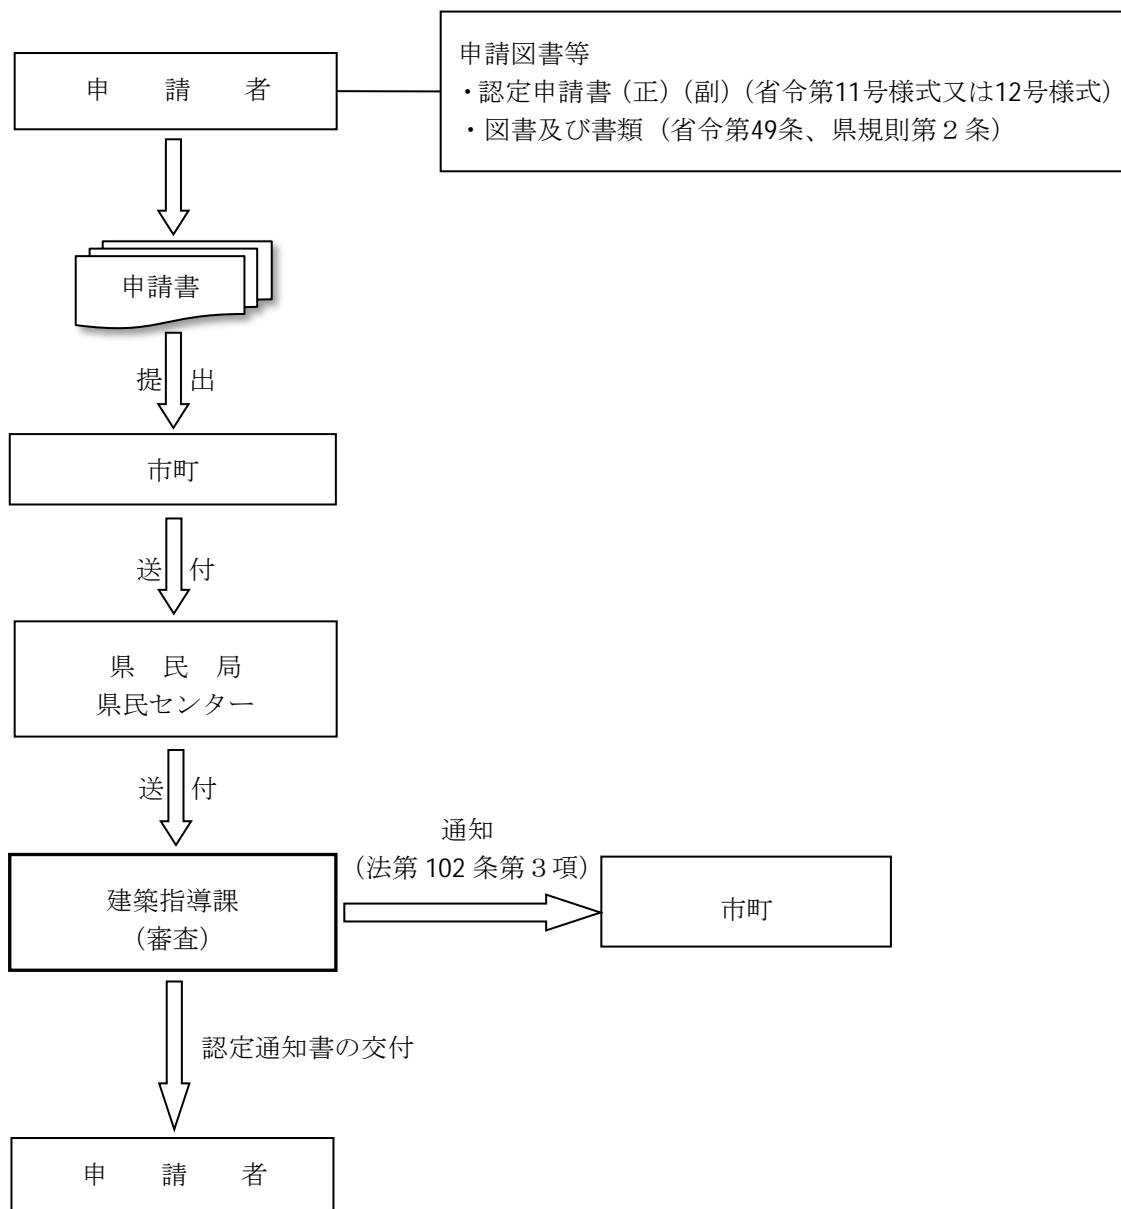 申　請　者
申請図書等
・認定申請書（正）（副）（省令第11号様式又は12号様式）
・図書及び書類（省令第49条、県規則第２条）
申請書
提出
市町
送付
県　民　局
県民センター
送付
通知
（法第 102 条第３項）
建築指導課
（審査）
市町
認定通知書の交付
申　請　者